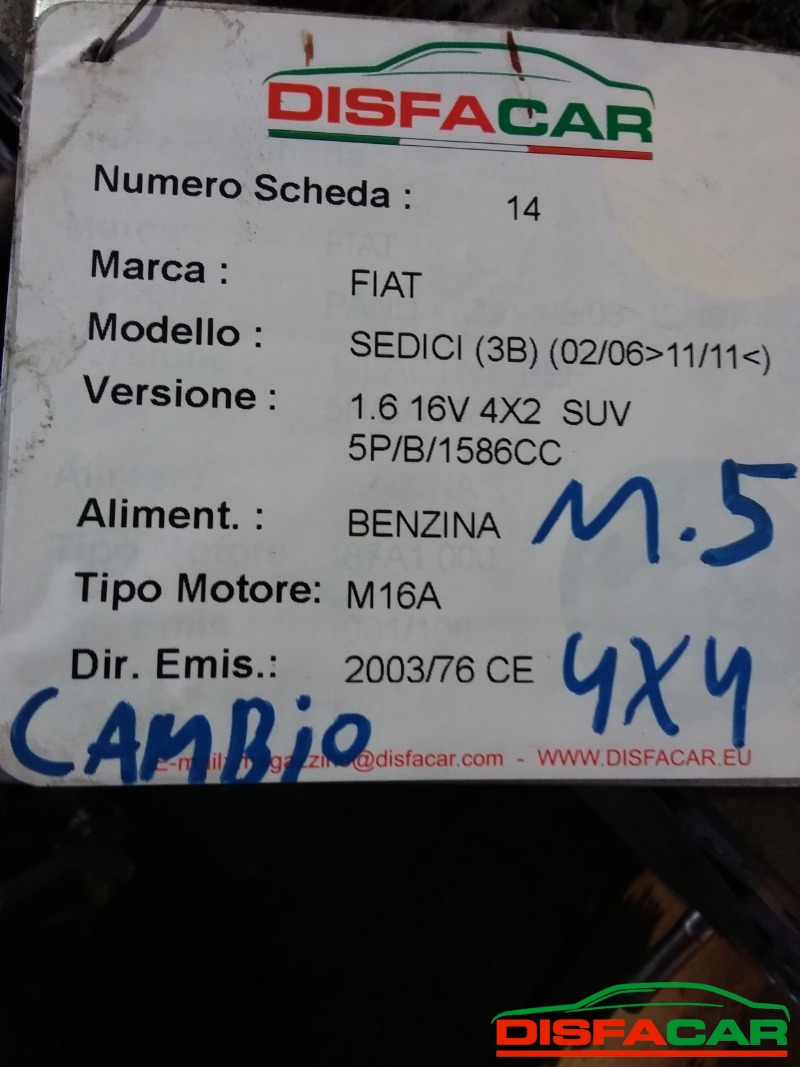 DISFACAR
Numero Scheda : 14
Marca : FIAT
Modello : SEDICI (3B) (02/06>11/11<)
Versione : 1.6 16V 4X2 SUV
5P/B/1586CC
Aliment. : BENZINA M.5
Tipo Motore: M16A
Dir. Emis.: 2003/76 CE 4X4
CAMBiO
E-mail: magazzino@disfacar.com - WWW.DISFACAR.EU
DISFACAR